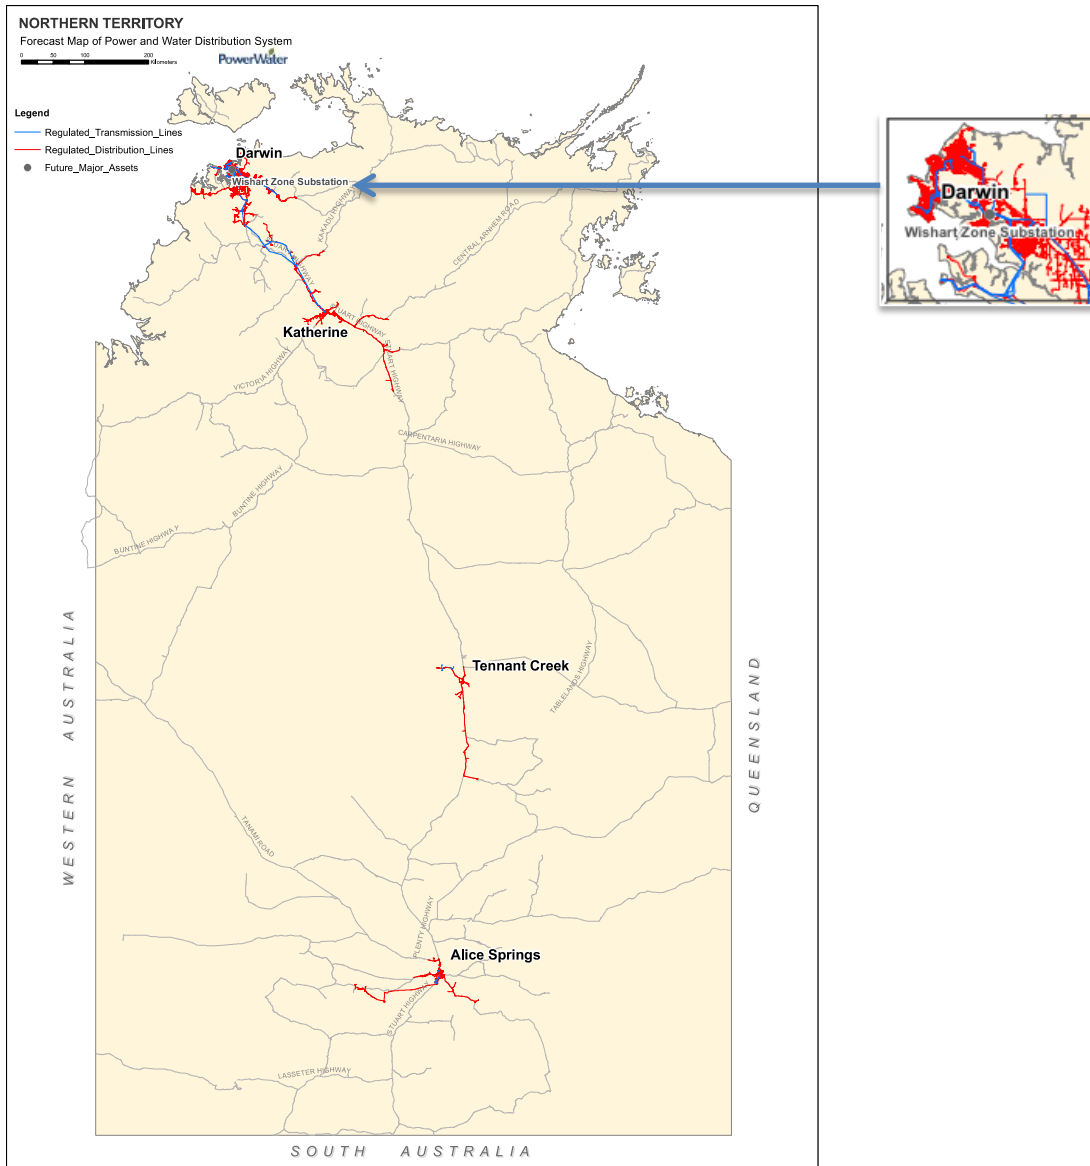 NORTHERN TERRITORY
Forecast Map of Power and Water Distribution System
0 50 100 200
Kilometers
PowerWater
Legend
Regulated_Transmission_Lines
Regulated_Distribution_Lines
Future_Major_Assets
Darwin
Wishart Zone Substation
Darwin
Wishart Zone Substation
KAKADU HIGHWAY
CENTRAL ARNHEM ROAD
STUART HIGHWAY
Katherine
STUART HIGHWAY
VICTORIA HIGHWAY
CARPENTARIA HIGHWAY
BUNTINE HIGHWAY
BUNTINE HIGHWAY
WESTERN AUSTRALIA
QUEENSLAND
Tennant Creek
TABLELANDS HIGHWAY
TANAMI ROAD
PLENTY HIGHWAY
Alice Springs
STUART HIGHWAY
LASSETER HIGHWAY
SOUTH AUSTRALIA